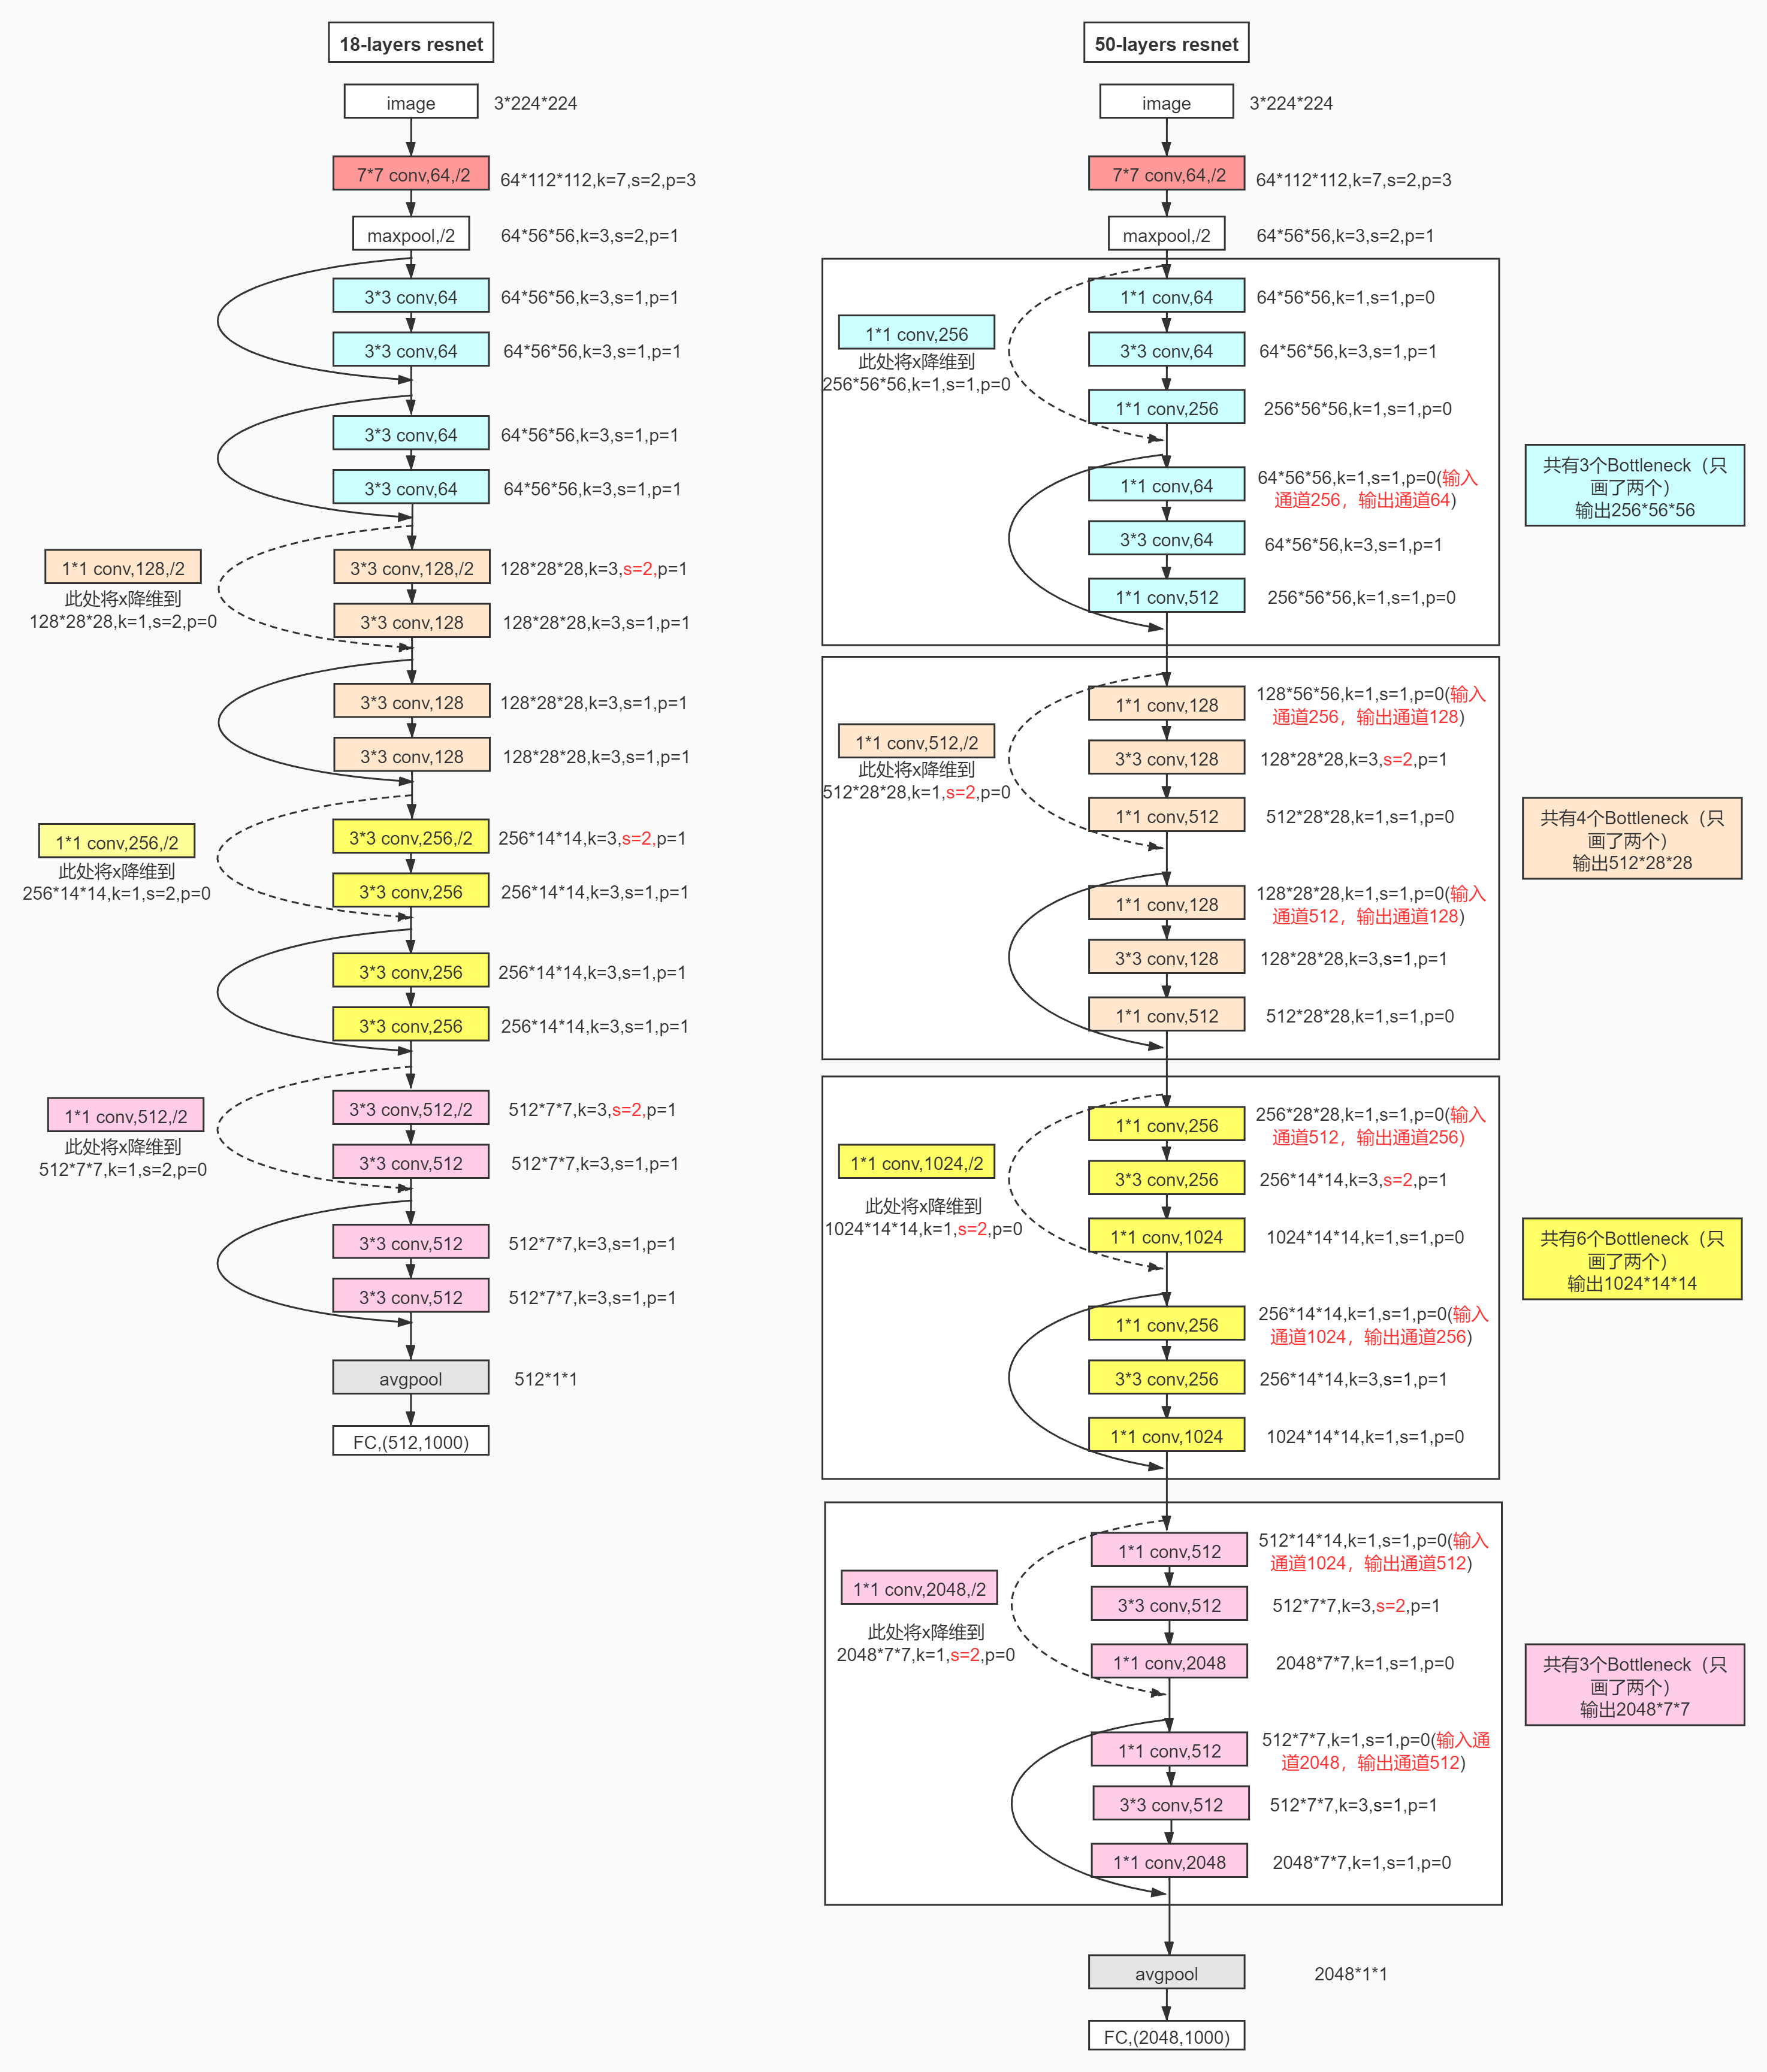 18-layers resnet
image
3*224*224
7*7 conv,64,/2
64*112*112,k=7,s=2,p=3
maxpool,/2
64*56*56,k=3,s=2,p=1
3*3 conv,64
64*56*56,k=3,s=1,p=1
3*3 conv,64
64*56*56,k=3,s=1,p=1
3*3 conv,64
64*56*56,k=3,s=1,p=1
3*3 conv,64
64*56*56,k=3,s=1,p=1
1*1 conv,128,/2
此处将x降维到
128*28*28,k=1,s=2,p=0
3*3 conv,128,/2
128*28*28,k=3,s=2,p=1
3*3 conv,128
128*28*28,k=3,s=1,p=1
3*3 conv,128
128*28*28,k=3,s=1,p=1
3*3 conv,128
128*28*28,k=3,s=1,p=1
1*1 conv,256,/2
此处将x降维到
256*14*14,k=1,s=2,p=0
3*3 conv,256,/2
256*14*14,k=3,s=2,p=1
3*3 conv,256
256*14*14,k=3,s=1,p=1
3*3 conv,256
256*14*14,k=3,s=1,p=1
3*3 conv,256
256*14*14,k=3,s=1,p=1
1*1 conv,512,/2
此处将x降维到
512*7*7,k=1,s=2,p=0
3*3 conv,512,/2
512*7*7,k=3,s=2,p=1
3*3 conv,512
512*7*7,k=3,s=1,p=1
3*3 conv,512
512*7*7,k=3,s=1,p=1
3*3 conv,512
512*7*7,k=3,s=1,p=1
avgpool
512*1*1
FC,(512,1000)
50-layers resnet
image
3*224*224
7*7 conv,64,/2
64*112*112,k=7,s=2,p=3
maxpool,/2
64*56*56,k=3,s=2,p=1
1*1 conv,256
此处将x降维到
256*56*56,k=1,s=1,p=0
1*1 conv,64
64*56*56,k=1,s=1,p=0
3*3 conv,64
64*56*56,k=3,s=1,p=1
1*1 conv,256
256*56*56,k=1,s=1,p=0
1*1 conv,64
64*56*56,k=1,s=1,p=0(输入
通道256，输出通道64)
3*3 conv,64
64*56*56,k=3,s=1,p=1
1*1 conv,512
256*56*56,k=1,s=1,p=0
共有3个Bottleneck（只
画了两个）
输出256*56*56
1*1 conv,512,/2
此处将x降维到
512*28*28,k=1,s=2,p=0
1*1 conv,128
128*56*56,k=1,s=1,p=0(输入
通道256，输出通道128)
3*3 conv,128
128*28*28,k=3,s=2,p=1
1*1 conv,512
512*28*28,k=1,s=1,p=0
1*1 conv,128
128*28*28,k=1,s=1,p=0(输入
通道512，输出通道128)
3*3 conv,128
128*28*28,k=3,s=1,p=1
1*1 conv,512
512*28*28,k=1,s=1,p=0
共有4个Bottleneck（只
画了两个）
输出512*28*28
1*1 conv,1024,/2
此处将x降维到
1024*14*14,k=1,s=2,p=0
1*1 conv,256
256*28*28,k=1,s=1,p=0(输入
通道512，输出通道256)
3*3 conv,256
256*14*14,k=3,s=2,p=1
1*1 conv,1024
1024*14*14,k=1,s=1,p=0
1*1 conv,256
256*14*14,k=1,s=1,p=0(输入
通道1024，输出通道256)
3*3 conv,256
256*14*14,k=3,s=1,p=1
1*1 conv,1024
1024*14*14,k=1,s=1,p=0
共有6个Bottleneck（只
画了两个）
输出1024*14*14
1*1 conv,2048,/2
此处将x降维到
2048*7*7,k=1,s=2,p=0
1*1 conv,512
512*14*14,k=1,s=1,p=0(输入
通道1024，输出通道512)
3*3 conv,512
512*7*7,k=3,s=2,p=1
1*1 conv,2048
2048*7*7,k=1,s=1,p=0
1*1 conv,512
512*7*7,k=1,s=1,p=0(输入通
道2048，输出通道512)
3*3 conv,512
512*7*7,k=3,s=1,p=1
1*1 conv,2048
2048*7*7,k=1,s=1,p=0
共有3个Bottleneck（只
画了两个）
输出2048*7*7
avgpool
2048*1*1
FC,(2048,1000)